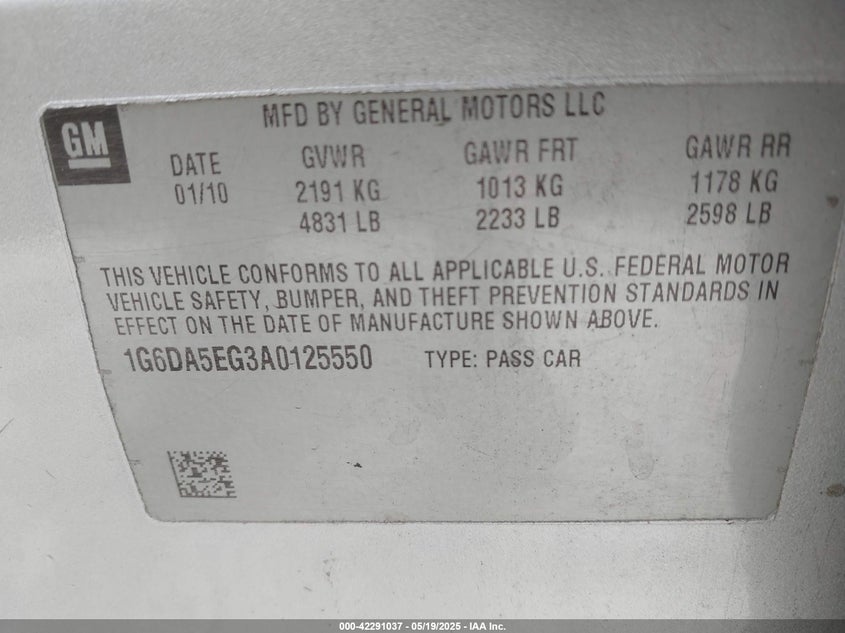 GM
MFD BY GENERAL MOTORS LLC
DATE GVWR GAWR FRT GAWR RR
01/10 2191 KG 1013 KG 1178 KG
4831 LB 2233 LB 2598 LB
THIS VEHICLE CONFORMS TO ALL APPLICABLE U.S. FEDERAL MOTOR
VEHICLE SAFETY, BUMPER, AND THEFT PREVENTION STANDARDS IN
EFFECT ON THE DATE OF MANUFACTURE SHOWN ABOVE.
1G6DA5EG3A0125550 TYPE: PASS CAR
000-42291037 - 05/19/2025 - IAA Inc.